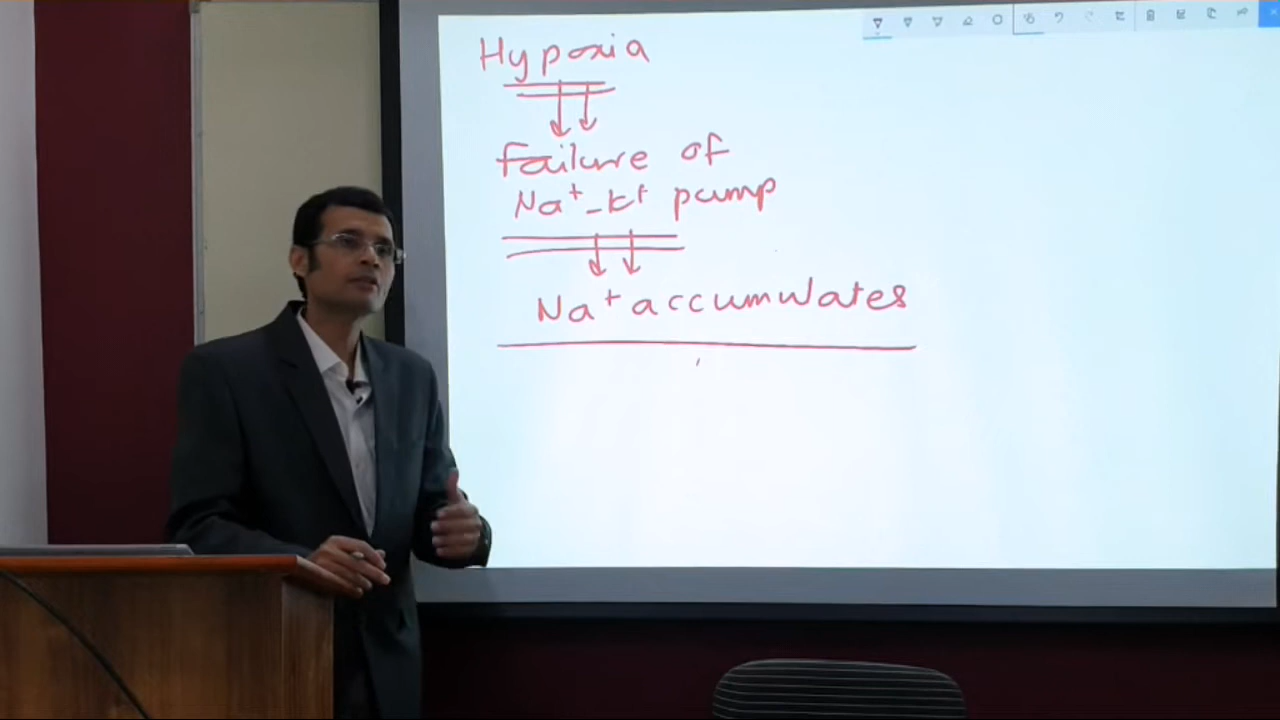 Hypoxia
failure of
Na+-K+ pump
Na+ accumulates